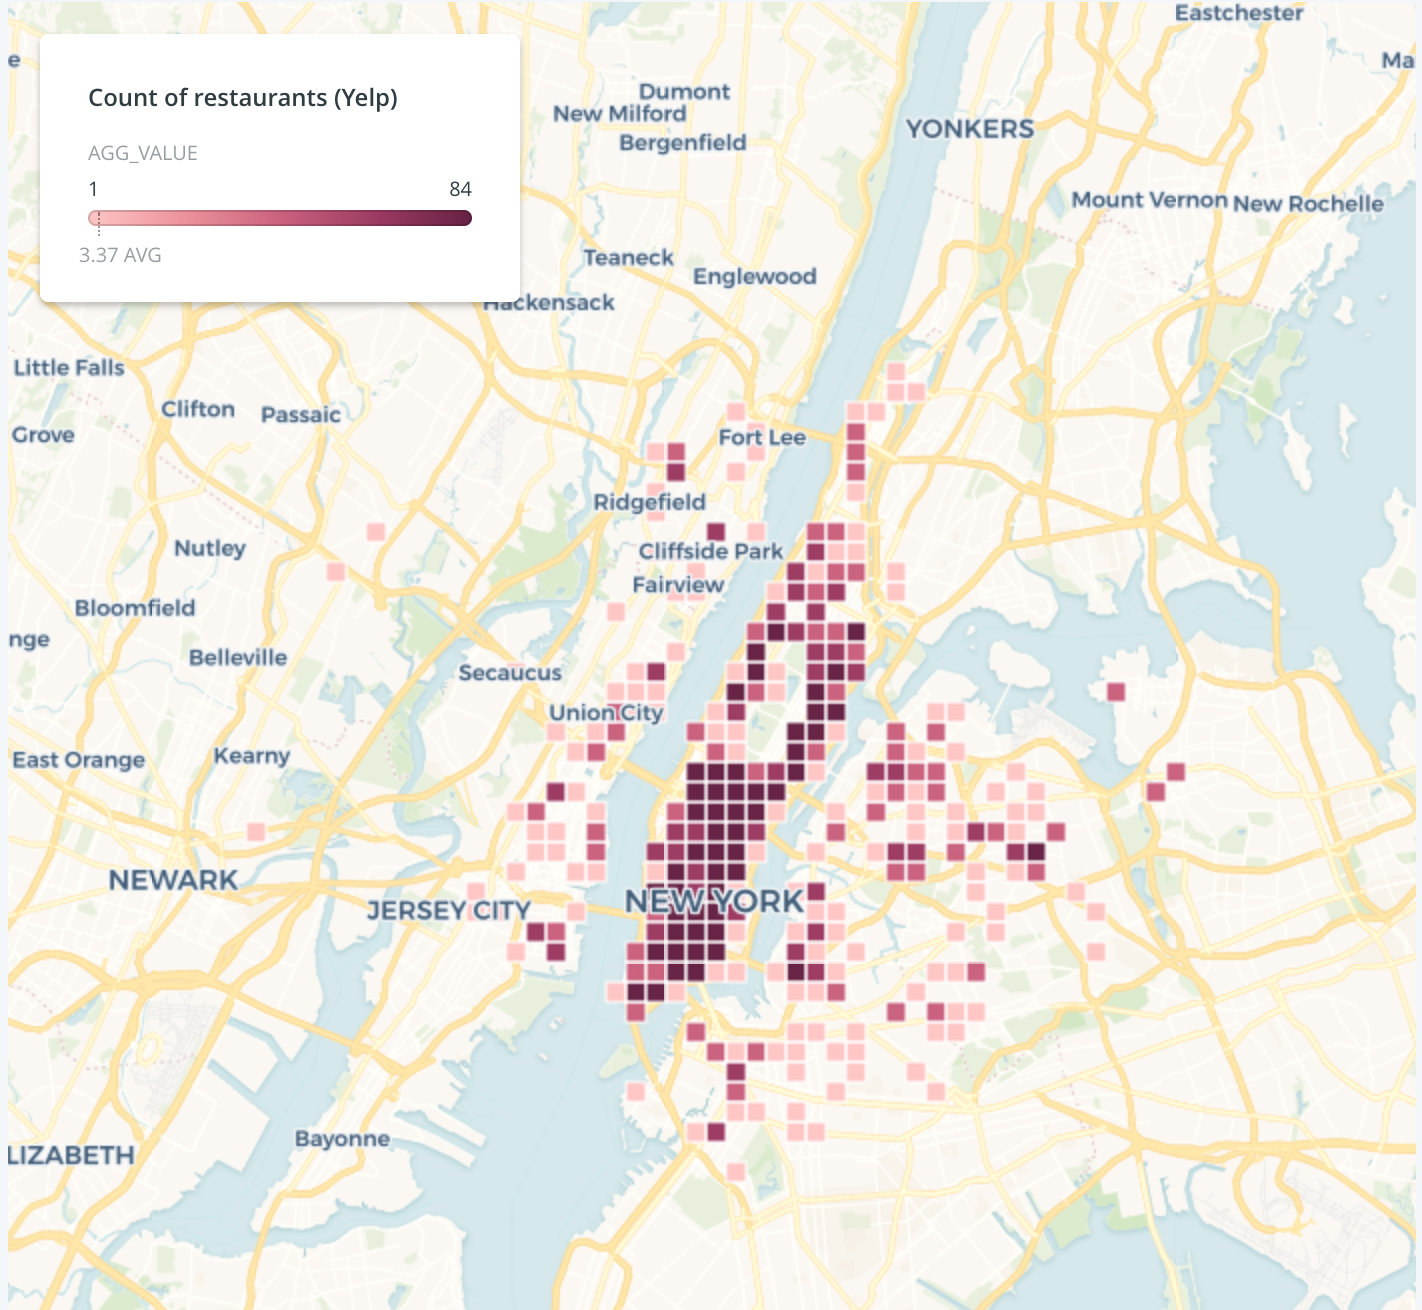 Eastchester
e
Ma
Count of restaurants (Yelp)
AGG_VALUE
1 84
3.37 AVG
Dumont
New Milford
Bergenfield
YONKERS
Mount Vernon
New Rochelle
Teaneck
Englewood
Hackensack
Little Falls
Clifton
Passaic
Grove
Fort Lee
Ridgefield
Nutley
Cliffside Park
Fairview
Bloomfield
nge
Belleville
Secaucus
Union City
East Orange
Kearny
NEWARK
JERSEY CITY
NEW YORK
Bayonne
LIZABETH